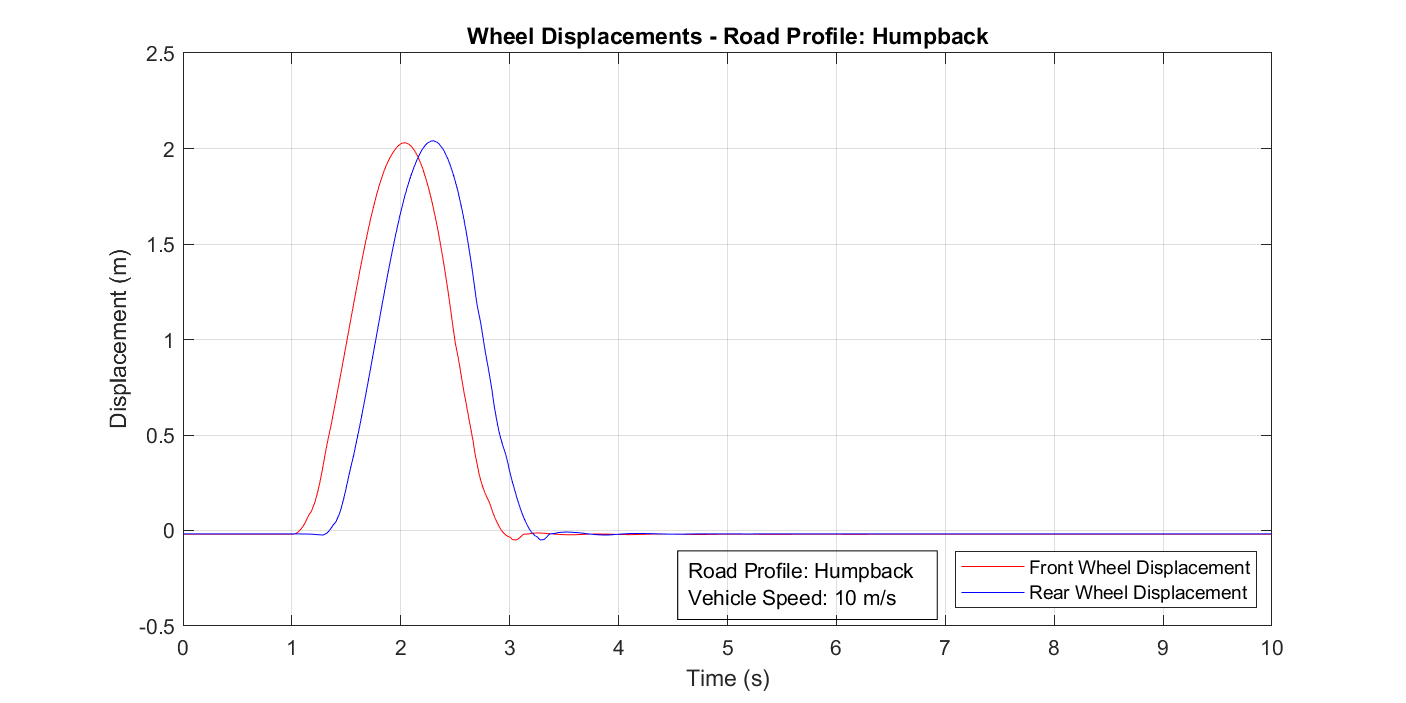 Wheel Displacements - Road Profile: Humpback
2.5
2
1.5
1
0.5
0
-0.5
Displacement (m)
Road Profile: Humpback
Vehicle Speed: 10 m/s
Front Wheel Displacement
Rear Wheel Displacement
0 1 2 3 4 5 6 7 8 9 10
Time (s)